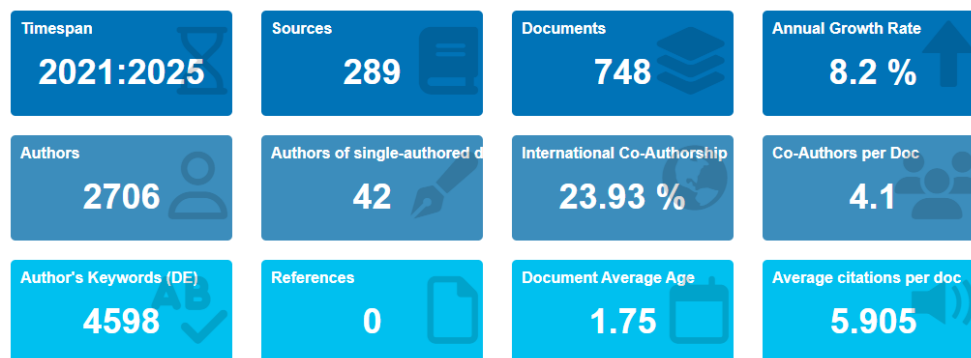 Timespan
2021:2025
Sources
289
Documents
748
Annual Growth Rate
8.2 %
Authors
2706
Authors of single-authored d
42
International Co-Authorship
23.93 %
Co-Authors per Doc
4.1
Author's Keywords (DE)
4598
AB
References
0
Document Average Age
1.75
Average citations per doc
5.905